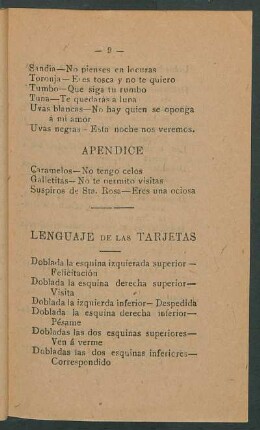 — 9 —
Sandía—No pienses en locuras
Toronja—Eres tosca y no te quiero
Tumbo—Que siga tu rumbo
Tuna—Te quedarás a luna
Uvas blancas—No hay quien se oponga
á mi amor
Uvas negras—Esta noche nos veremos.
APENDICE
Caramelos—No tengo celos
Galletitas—No te permito visitas
Suspiros de Sta. Rosa—Eres una ociosa
LENGUAJE DE LAS TARJETAS
Doblada la esquina izquierda superior—
Felicitación
Doblada la esquina derecha superior—
Visita
Doblada la izquierda inferior—Despedida
Doblada la esquina derecha inferior—
Pésame
Dobladas las dos esquinas superiores—
Ven á verme
Dobladas las dos esquinas inferiores—
Correspondido